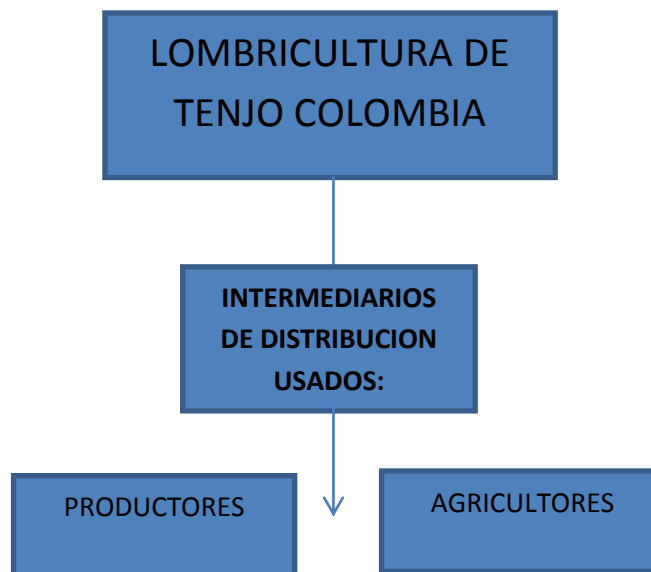 LOMBRICULTURA DE
TENJO COLOMBIA
INTERMEDIARIOS
DE DISTRIBUCION
USADOS:
PRODUCTORES
AGRICULTORES